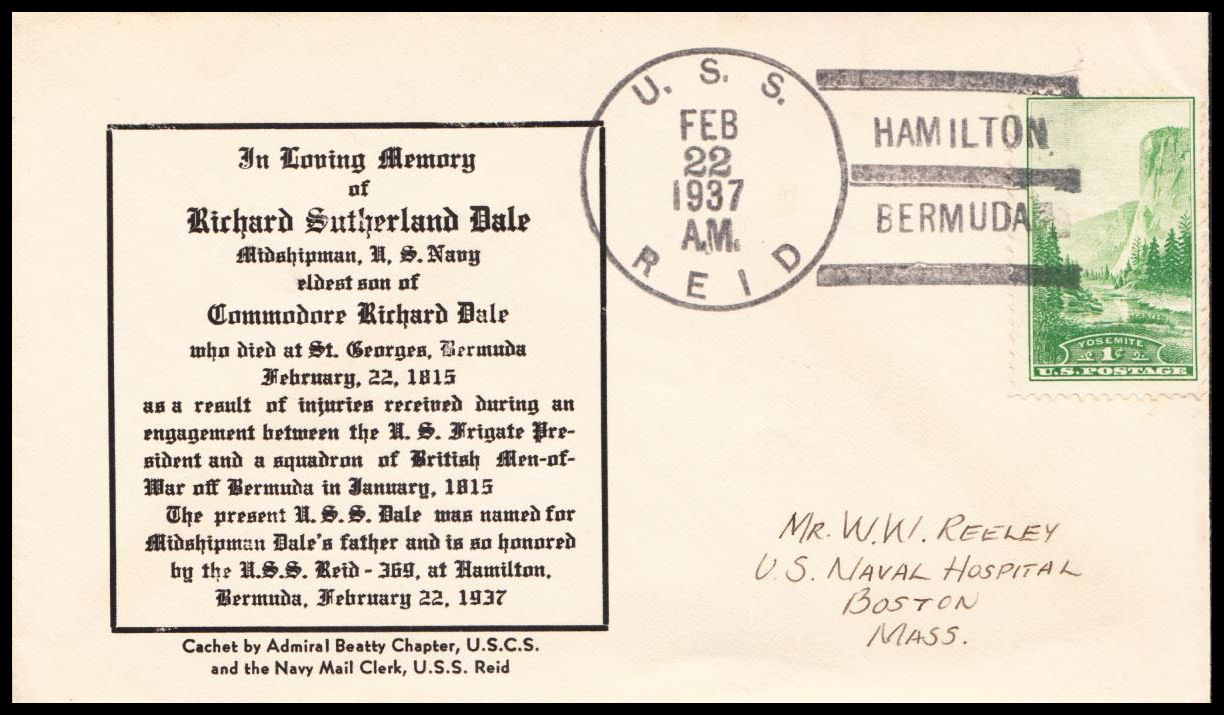 In Loving Memory
of
Richard Sutherland Dale
Midshipman, U, S. Navy
eldest son of
Commodore Richard Dale
who died at St. Georges, Bermuda
February, 22, 1815
as a result of injuries received during an
engagement between the U. S. Frigate Pre-
sident and a squadron of British Men-of-
War off Bermuda in January, 1815
The present U. S. S. Dale was named for
Midshipman Dale's father and is so honored
by the U.S.S. Reid - 369, at Hamilton,
Bermuda, February 22, 1937
Cachet by Admiral Beatty Chapter, U.S.C.S.
and the Navy Mail Clerk, U.S.S. Reid
U. S. S.
FEB
22
1937
A.M.
REID
HAMILTON
BERMUDA
YOSEMITE
1¢
U.S. POSTAGE
MR. W.W. REELEY
U.S. NAVAL HOSPITAL
BOSTON
MASS.